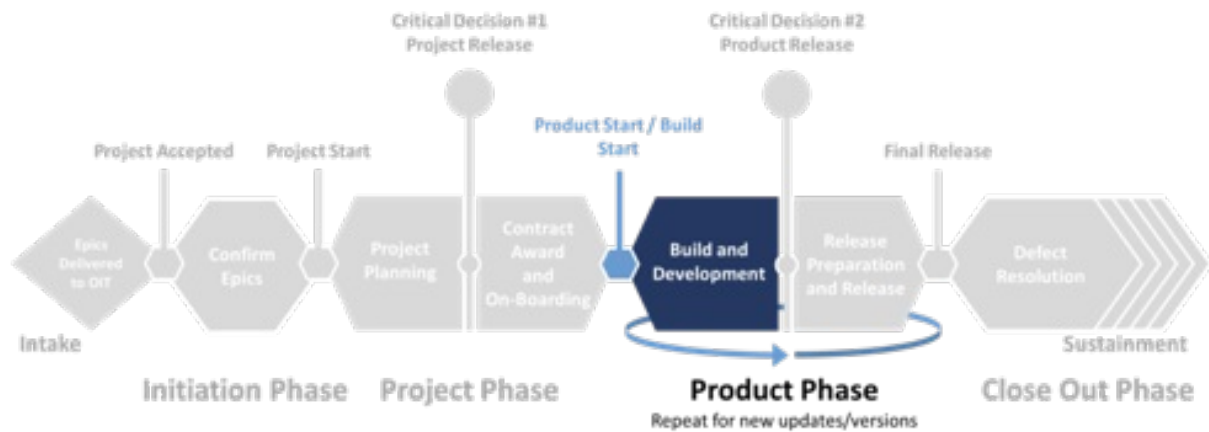 Critical Decision #1
Project Release
Critical Decision #2
Product Release
Product Start / Build
Start
Project Accepted
Project Start
Final Release
Epics
Delivered
to OIT
Confirm
Epics
Project
Planning
Contract
Award
and
On-Boarding
Build and
Development
Release
Preparation
and Release
Defect
Resolution
Intake
Sustainment
Initiation Phase
Project Phase
Product Phase
Close Out Phase
Repeat for new updates/versions